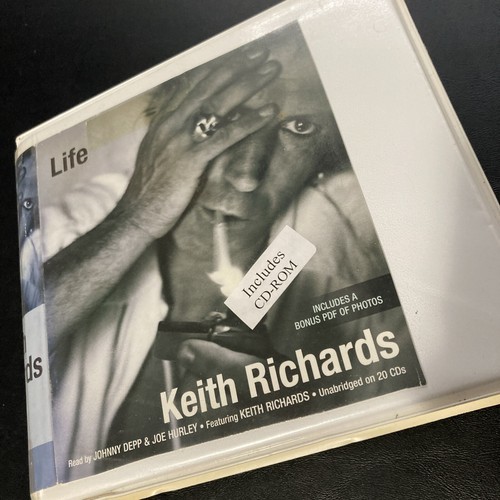 Life
Includes
CD-ROM
INCLUDES A
BONUS PDF OF PHOTOS
Keith Richards
Read by JOHNNY DEPP & JOE HURLEY • Featuring KEITH RICHARDS • Unabridged on 20 CDs
ds